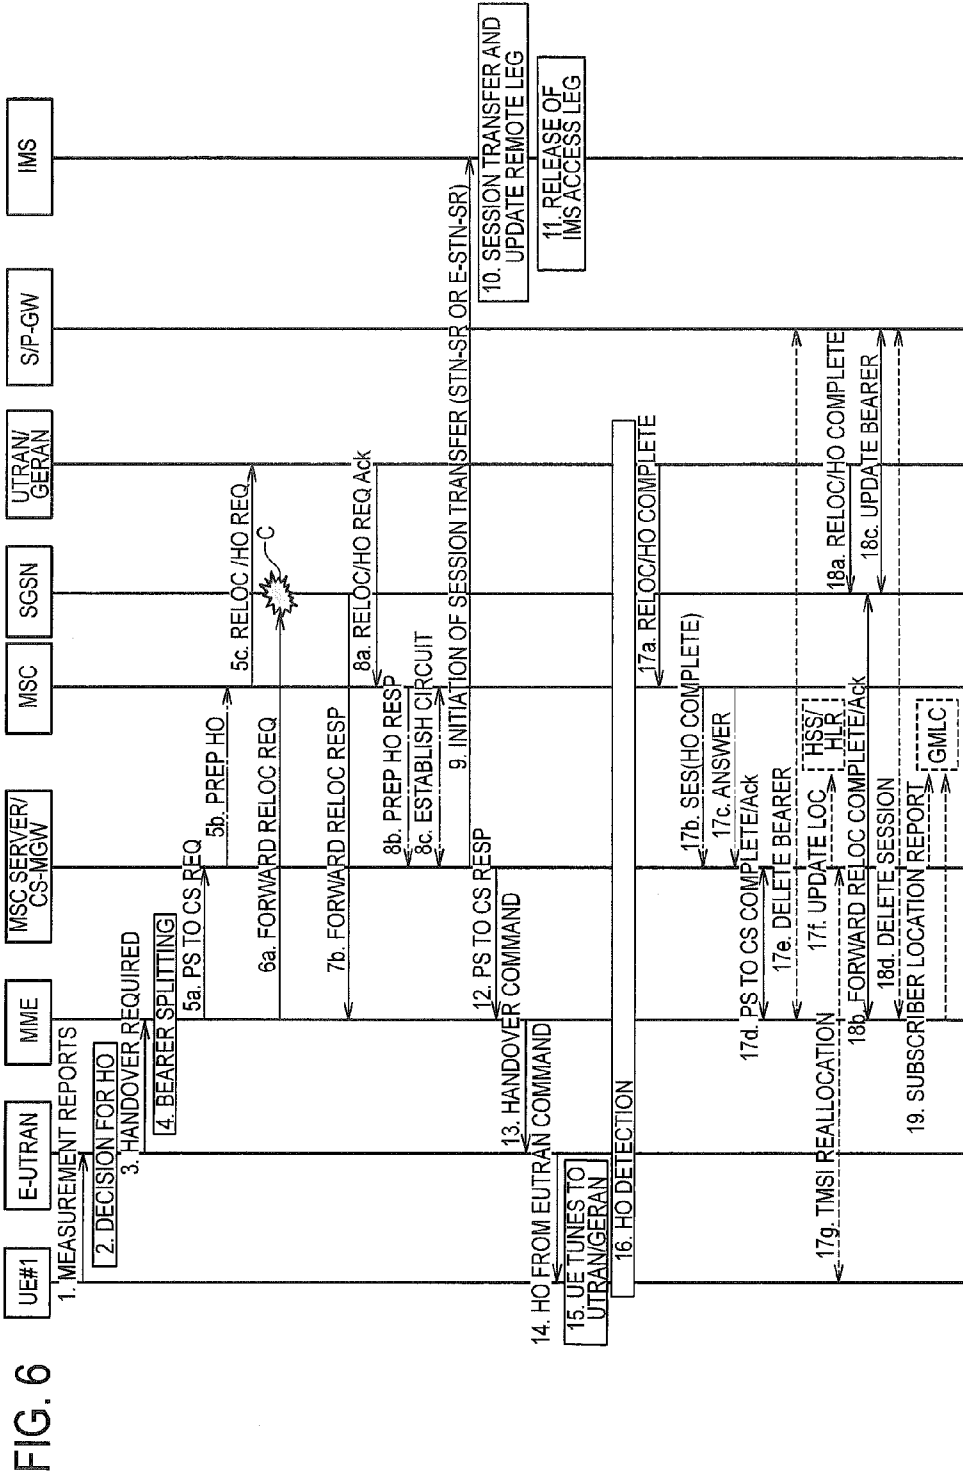 FIG. 6
UE#1
E-UTRAN
MME
MSC SERVER/
CS-MGW
MSC
SGSN
UTRAN/
GERAN
S/P-GW
IMS
1. MEASUREMENT REPORTS
2. DECISION FOR HO
3. HANDOVER REQUIRED
4. BEARER SPLITTING
5a. PS TO CS REQ
5b. PREP HO
5c. RELOC /HO REQ
6a. FORWARD RELOC REQ
C
7b. FORWARD RELOC RESP
8a. RELOC/HO REQ Ack
8b. PREP HO RESP
8c. ESTABLISH CIRCUIT
9. INITIATION OF SESSION TRANSFER (STN-SR OR E-STN-SR)
10. SESSION TRANSFER AND
UPDATE REMOTE LEG
11. RELEASE OF
IMS ACCESS LEG
12. PS TO CS RESP
13. HANDOVER COMMAND
14. HO FROM EUTRAN COMMAND
15. UE TUNES TO
UTRAN/GERAN
16. HO DETECTION
17a. RELOC/HO COMPLETE
17b. SES(HO COMPLETE)
17c. ANSWER
17d. PS TO CS COMPLETE/Ack
17e. DELETE BEARER
17f. UPDATE LOC
HSS/
HLR
17g. TMSI REALLOCATION
18a. RELOC/HO COMPLETE
18b. FORWARD RELOC COMPLETE/Ack
18c. UPDATE BEARER
18d. DELETE SESSION
19. SUBSCRIBER LOCATION REPORT
GMLC